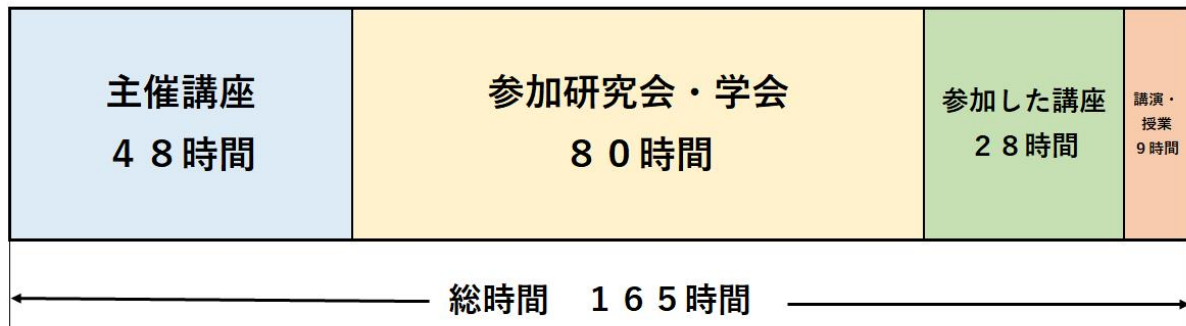 主催講座
４８時間
参加研究会・学会
８０時間
参加した講座
２８時間
講演・
授業
９時間
総時間　１６５時間